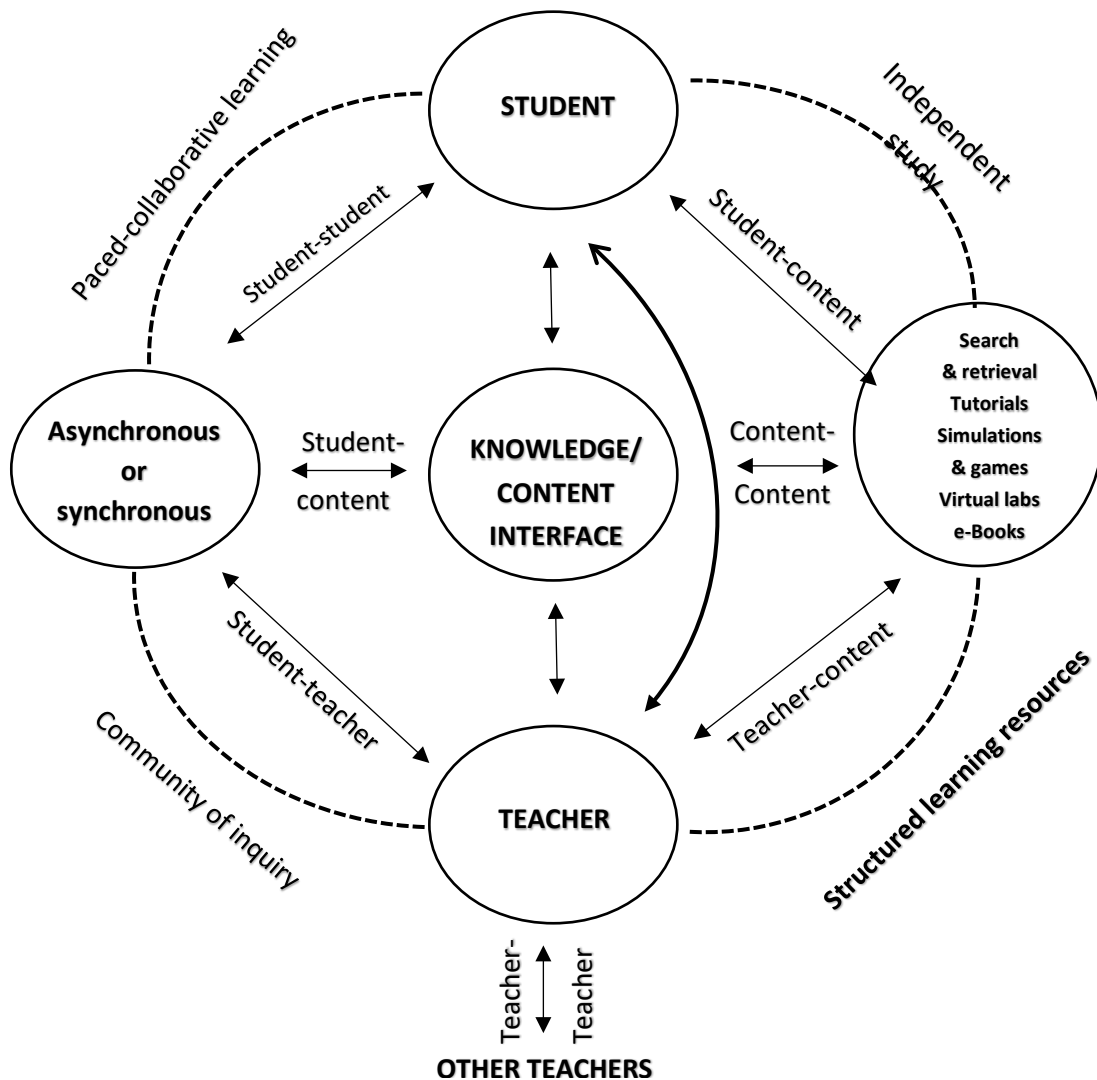 STUDENT
Paced-collaborative learning
Independent
study
Student-student
Student-content
Asynchronous
or
synchronous
Student-
content
KNOWLEDGE/
CONTENT
INTERFACE
Content-
Content
Search
& retrieval
Tutorials
Simulations
& games
Virtual labs
e-Books
Student-teacher
Teacher-content
Community of inquiry
Structured learning resources
TEACHER
Teacher-
Teacher
OTHER TEACHERS